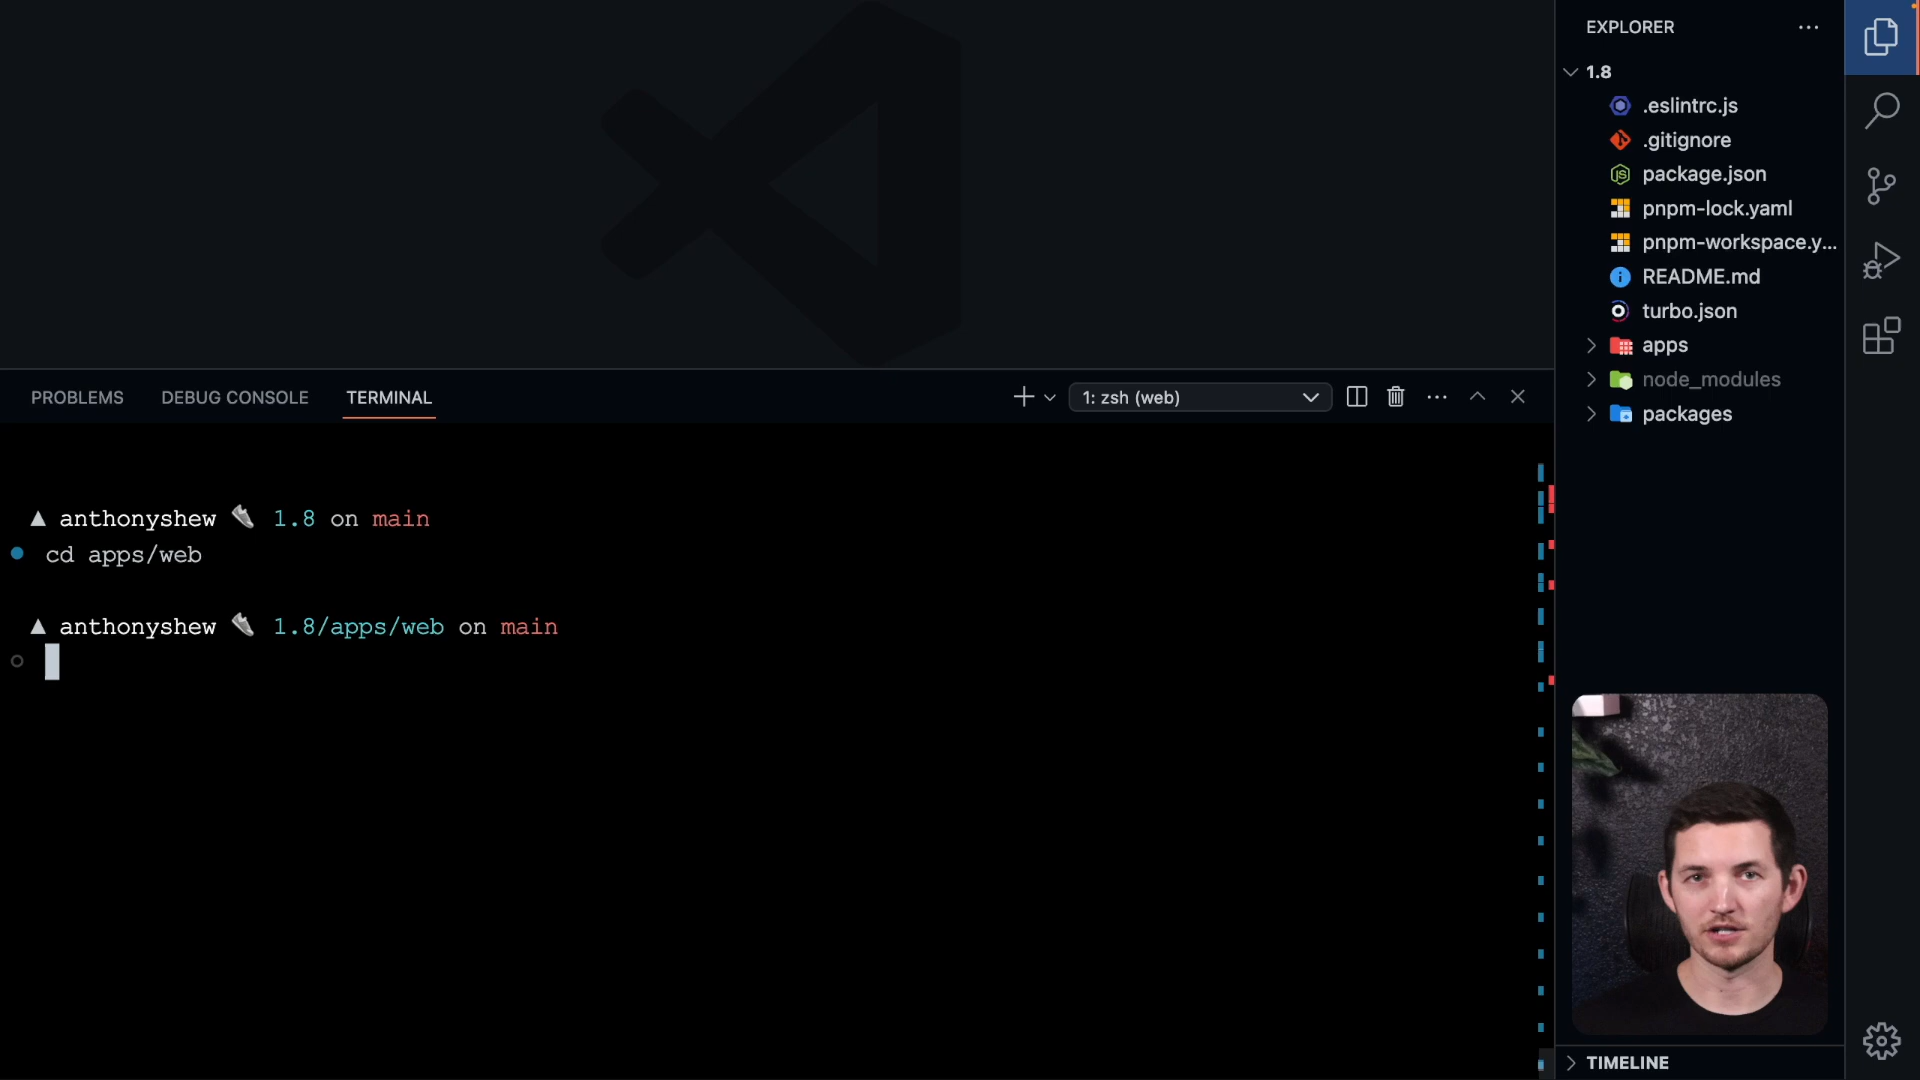 EXPLORER
1.8
.eslintrc.js
.gitignore
package.json
pnpm-lock.yaml
pnpm-workspace.y...
README.md
turbo.json
apps
node_modules
packages
PROBLEMS DEBUG CONSOLE TERMINAL
1: zsh (web)
▲ anthonyshew 1.8 on main
cd apps/web
▲ anthonyshew 1.8/apps/web on main
TIMELINE